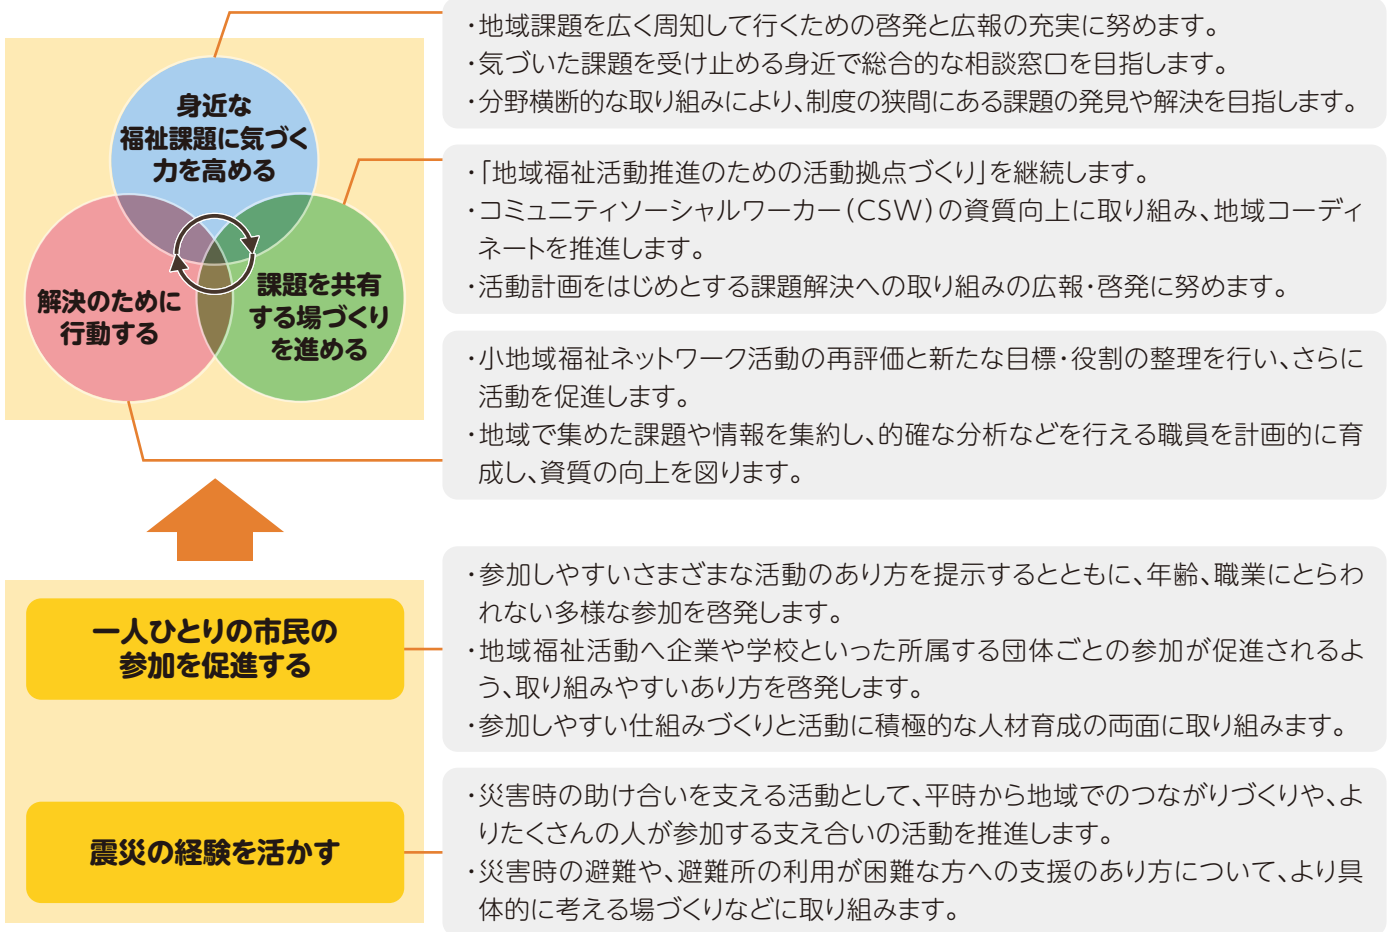 ・地域課題を広く周知して行くための啓発と広報の充実に努めます。
・気づいた課題を受け止める身近で総合的な相談窓口を目指します。
・分野横断的な取り組みにより、制度の狭間にある課題の発見や解決を目指します。
身近な
福祉課題に気づく
力を高める
・「地域福祉活動推進のための活動拠点づくり」を継続します。
・コミュニティソーシャルワーカー(CSW)の資質向上に取り組み、地域コーディ
ネートを推進します。
・活動計画をはじめとする課題解決への取り組みの広報・啓発に努めます。
課題を共有
する場づくり
を進める
解決のために
行動する
・小地域福祉ネットワーク活動の再評価と新たな目標・役割の整理を行い、さらに
活動を促進します。
・地域で集めた課題や情報を集約し、的確な分析などを行える職員を計画的に育
成し、資質の向上を図ります。
一人ひとりの市民の
参加を促進する
・参加しやすいさまざまな活動のあり方を提示するとともに、年齢、職業にとらわ
れない多様な参加を啓発します。
・地域福祉活動へ企業や学校といった所属する団体ごとの参加が促進されるよ
う、取り組みやすいあり方を啓発します。
・参加しやすい仕組みづくりと活動に積極的な人材育成の両面に取り組みます。
震災の経験を活かす
・災害時の助け合いを支える活動として、平時から地域でのつながりづくりや、よ
りたくさんの人が参加する支え合いの活動を推進します。
・災害時の避難や、避難所の利用が困難な方への支援のあり方について、より具
体的に考える場づくりなどに取り組みます。